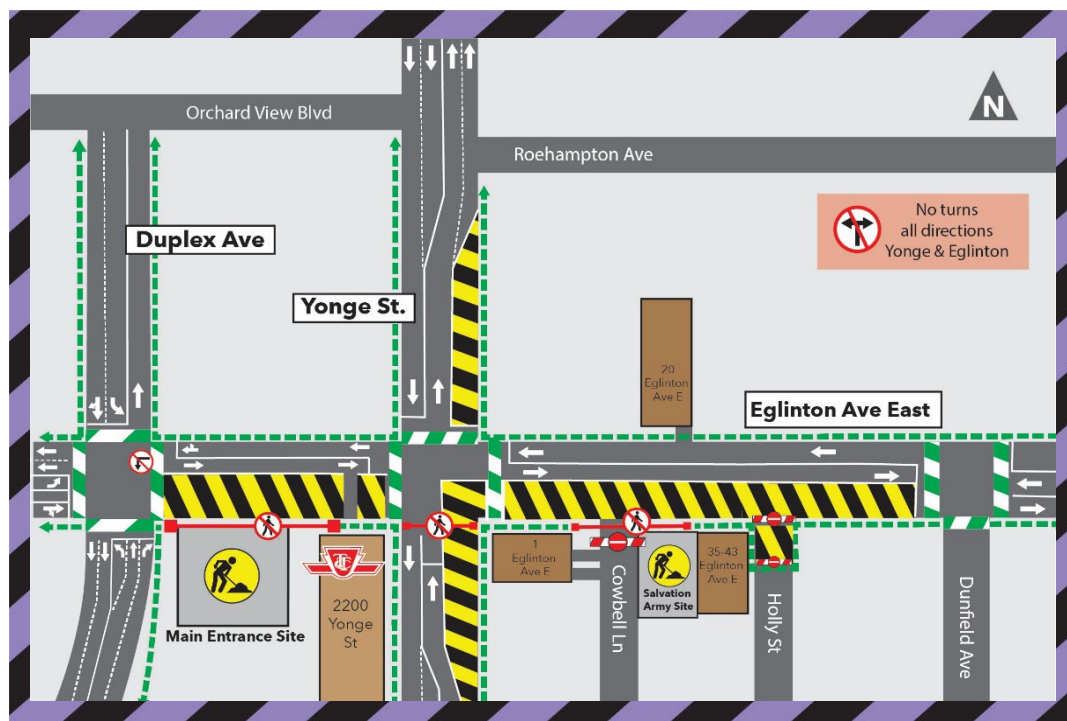 Orchard View Blvd
N
Roehampton Ave
No turns
all directions
Yonge & Eglinton
Duplex Ave
Yonge St.
20
Eglinton
Ave E
Eglinton Ave East
1
Eglinton
Ave E
35-43
Eglinton
Ave E
Salvation
Army Site
TTC
2200
Yonge
St
Main Entrance Site
Cowbell Ln
Holly St
Dunfield Ave